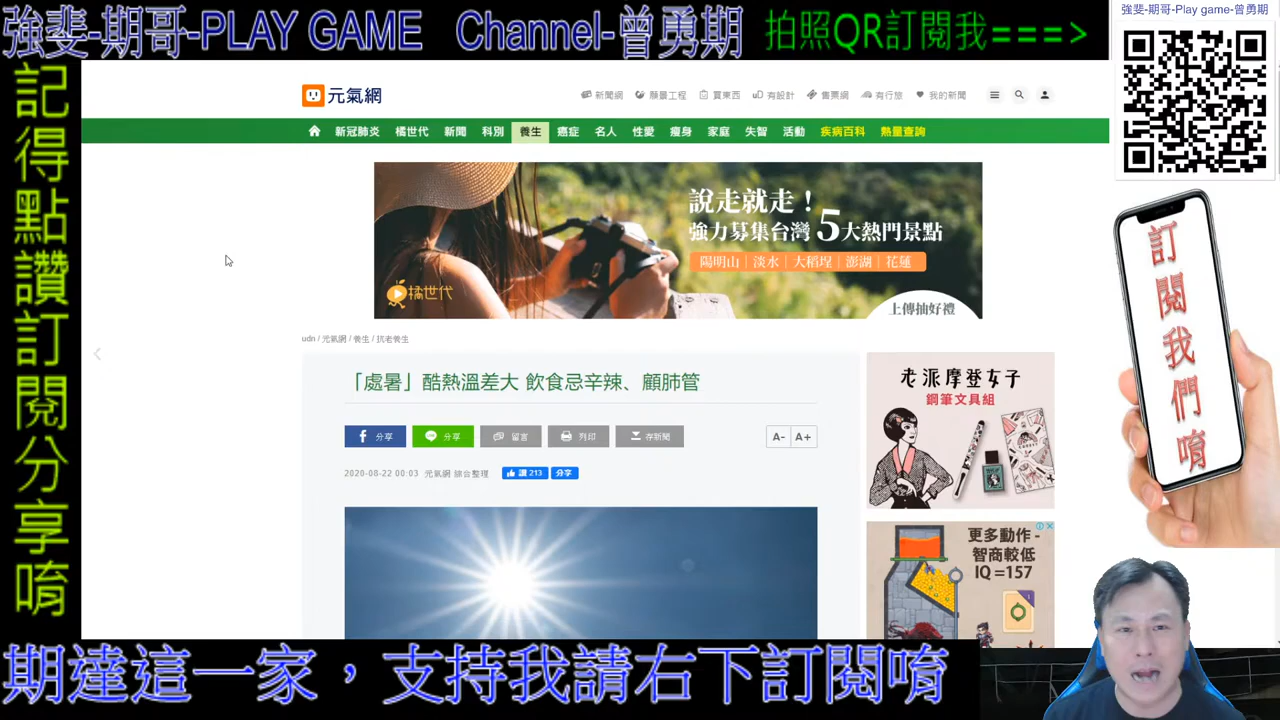 強斐-期哥-PLAY GAME Channel-曾勇期
拍照QR訂閱我===>
強斐-期哥-Play game-曾勇期
記得點讚訂閱分享唷
元氣網
新聞網 願景工程 買東西 有設計 售票網 有行旅 我的新聞
新冠肺炎 橘世代 新聞 科別 養生 癌症 名人 性愛 瘦身 家庭 失智 活動 疾病百科 熱量查詢
說走就走！
強力募集台灣5大熱門景點
陽明山｜淡水｜大稻埕｜澎湖｜花蓮
橘世代
上傳抽好禮
udn / 元氣網 / 養生 / 抗老養生
「處暑」酷熱溫差大 飲食忌辛辣、顧肺管
分享 分享 留言 列印 存新聞 A- A+
2020-08-22 00:03 元氣網 綜合整理 讚 213 分享
老派摩登女子
鋼筆文具組
更多動作 -
智商較低
IQ =157
訂閱我們唷
期達這一家，支持我請右下訂閱唷